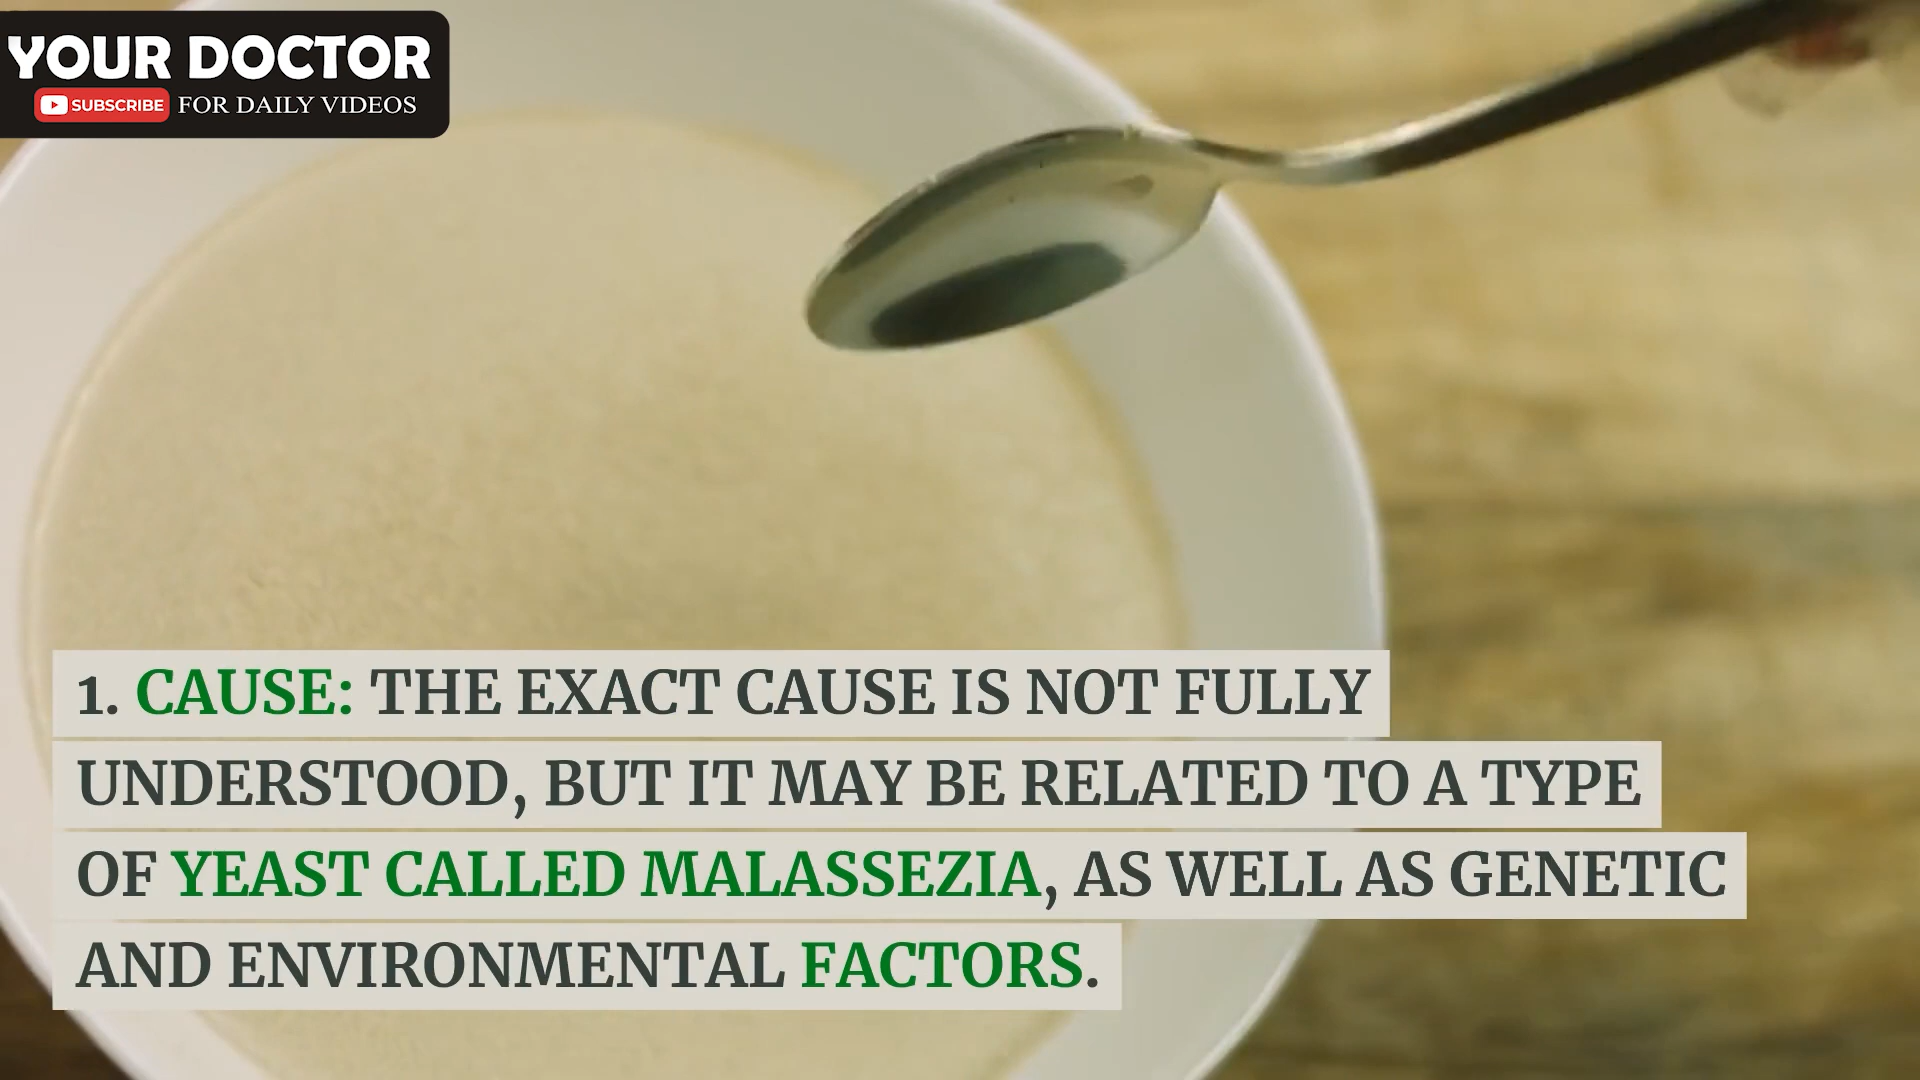 YOUR DOCTOR
SUBSCRIBE FOR DAILY VIDEOS
1. CAUSE: THE EXACT CAUSE IS NOT FULLY
UNDERSTOOD, BUT IT MAY BE RELATED TO A TYPE
OF YEAST CALLED MALASSEZIA, AS WELL AS GENETIC
AND ENVIRONMENTAL FACTORS.